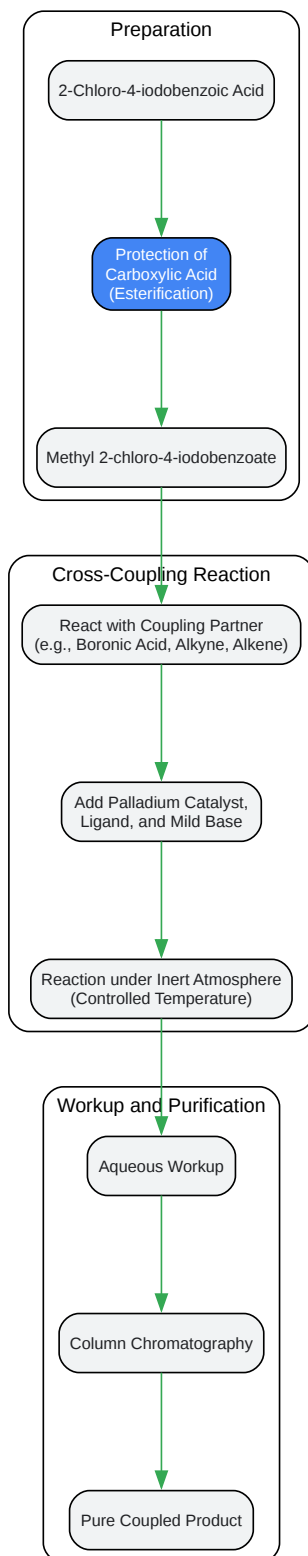 Preparation
2-Chloro-4-iodobenzoic Acid
Protection of
Carboxylic Acid
(Esterification)
Methyl 2-chloro-4-iodobenzoate
Cross-Coupling Reaction
React with Coupling Partner
(e.g., Boronic Acid, Alkyne, Alkene)
Add Palladium Catalyst,
Ligand, and Mild Base
Reaction under Inert Atmosphere
(Controlled Temperature)
Workup and Purification
Aqueous Workup
Column Chromatography
Pure Coupled Product